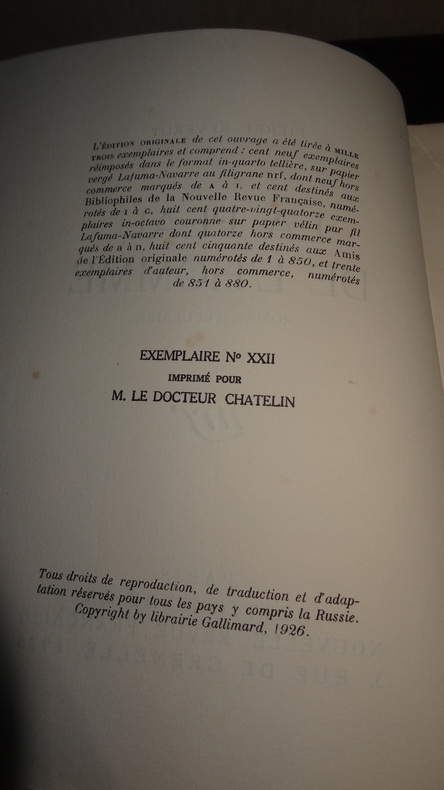 L'ÉDITION ORIGINALE de cet ouvrage a été tirée à MILLE
TROIS exemplaires et comprend : cent neuf exemplaires
réimposés dans le format in-quarto tellière, sur papier
vergé Lafuma-Navarre au filigrane nrf, dont neuf hors
commerce marqués de A à I, et cent destinés aux
Bibliophiles de la Nouvelle Revue Française, numé-
rotés de I à C, huit cent quatre-vingt-quatorze exem-
plaires in-octavo couronne sur papier vélin pur fil
Lafuma-Navarre dont quatorze hors commerce mar-
qués de a à n, huit cent cinquante destinés aux Amis
de l'Édition originale numérotés de 1 à 850, et trente
exemplaires d'auteur, hors commerce, numérotés
de 851 à 880.
EXEMPLAIRE Nº XXII
IMPRIMÉ POUR
M. LE DOCTEUR CHATELIN
Tous droits de reproduction, de traduction et d'adap-
tation réservés pour tous les pays y compris la Russie.
Copyright by librairie Gallimard, 1926.